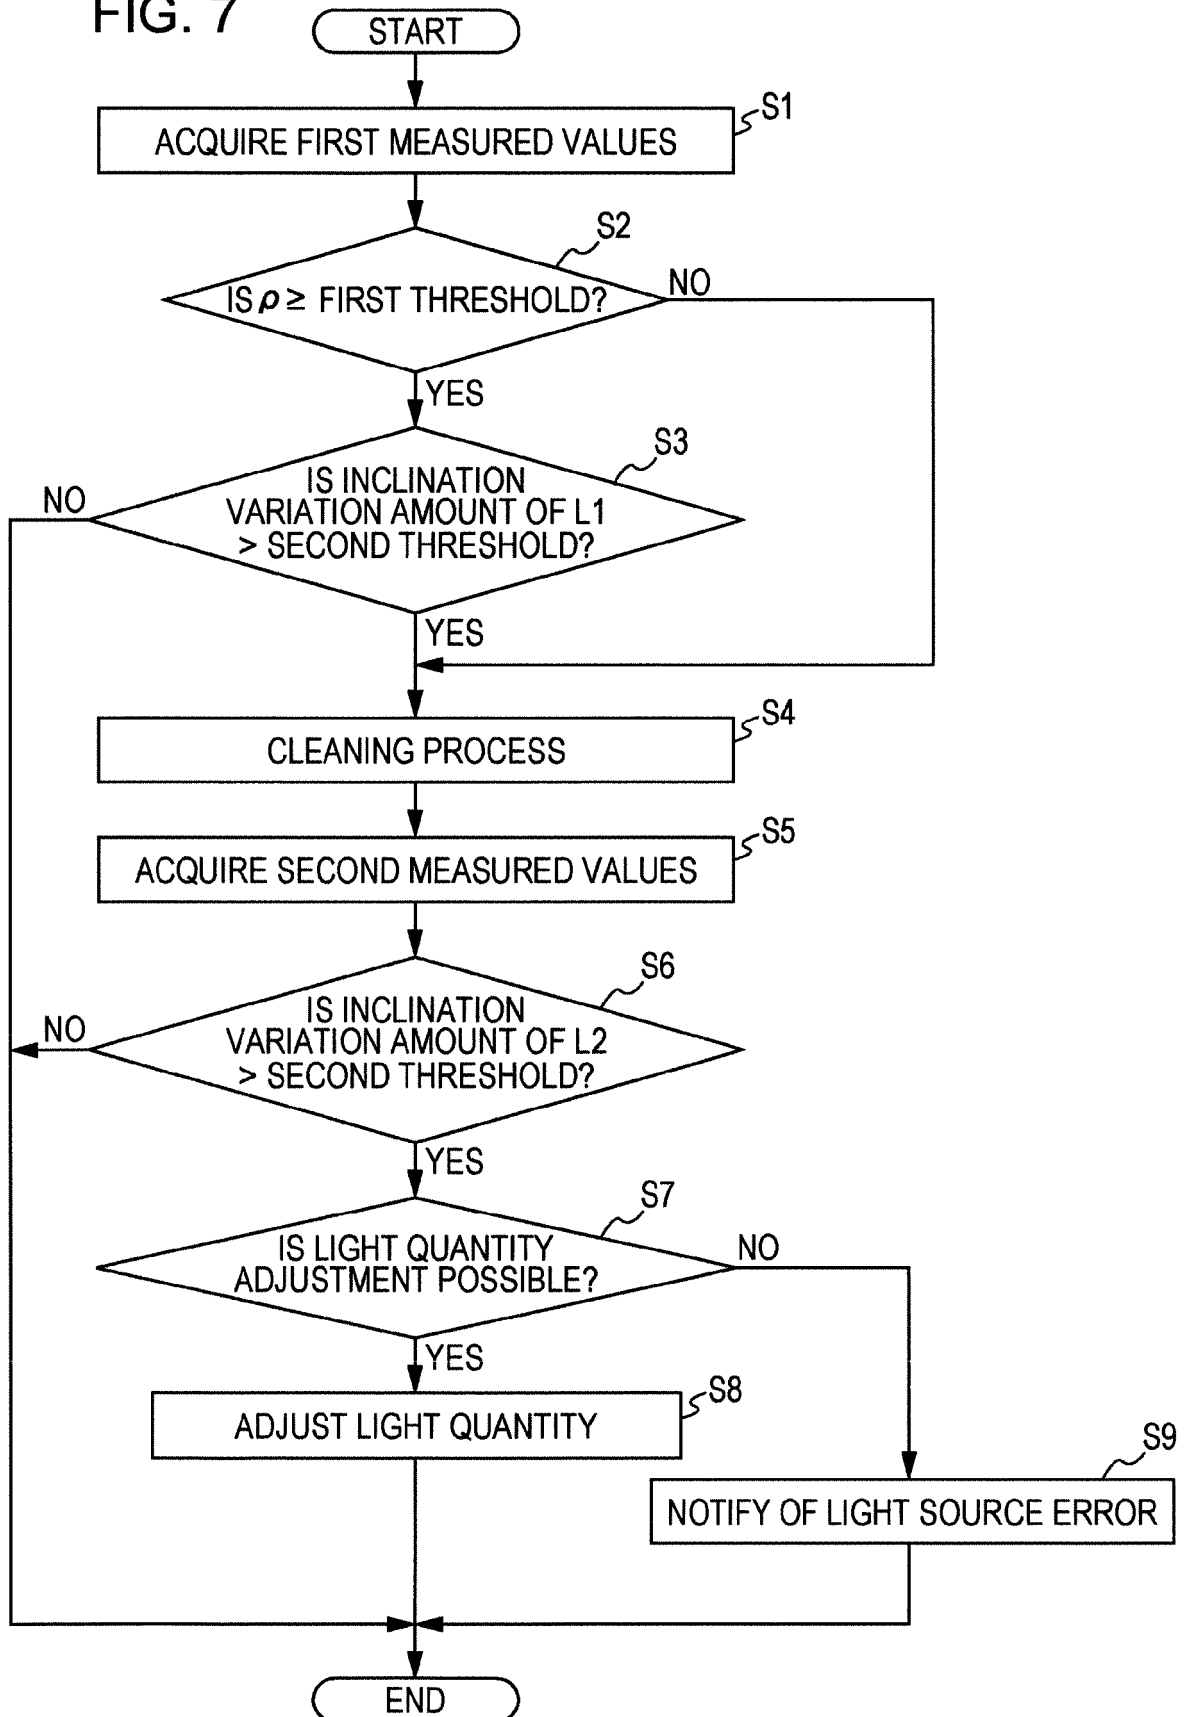 FIG. 7
START
S1
ACQUIRE FIRST MEASURED VALUES
S2
IS ρ ≥ FIRST THRESHOLD?
NO
YES
S3
IS INCLINATION
VARIATION AMOUNT OF L1
> SECOND THRESHOLD?
NO
YES
S4
CLEANING PROCESS
S5
ACQUIRE SECOND MEASURED VALUES
S6
IS INCLINATION
VARIATION AMOUNT OF L2
> SECOND THRESHOLD?
NO
YES
S7
IS LIGHT QUANTITY
ADJUSTMENT POSSIBLE?
NO
YES
S8
ADJUST LIGHT QUANTITY
S9
NOTIFY OF LIGHT SOURCE ERROR
END